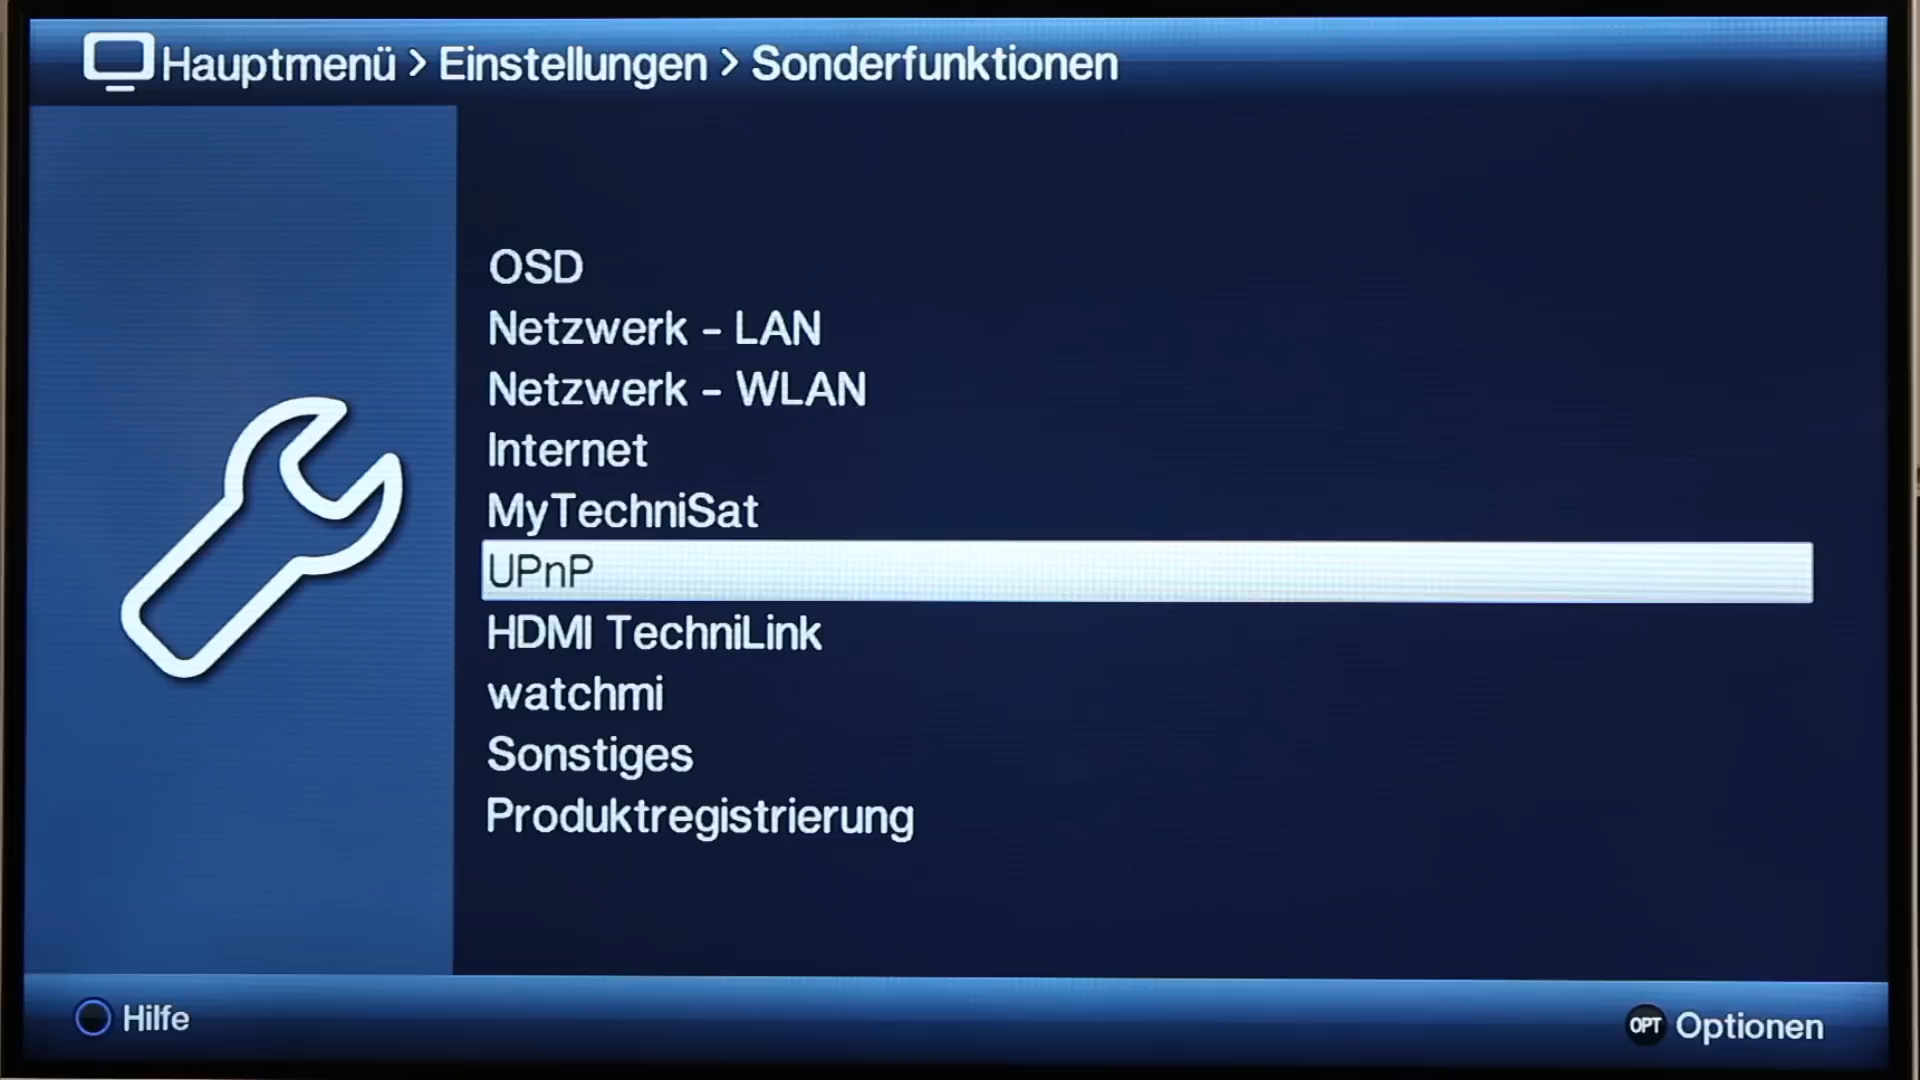 Hauptmenü > Einstellungen > Sonderfunktionen
OSD
Netzwerk - LAN
Netzwerk - WLAN
Internet
MyTechniSat
UPnP
HDMI TechniLink
watchmi
Sonstiges
Produktregistrierung
Hilfe
OPT Optionen